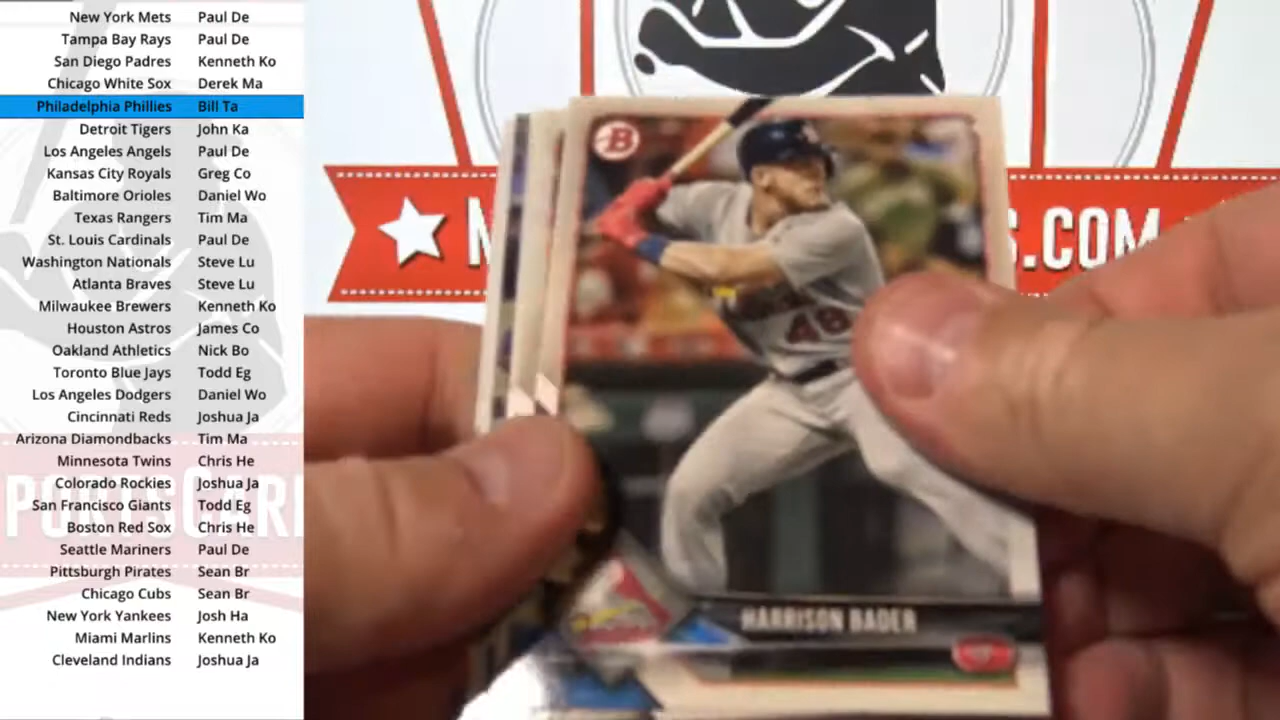 New York Mets Paul De
Tampa Bay Rays Paul De
San Diego Padres Kenneth Ko
Chicago White Sox Derek Ma
Philadelphia Phillies Bill Ta
Detroit Tigers John Ka
Los Angeles Angels Paul De
Kansas City Royals Greg Co
Baltimore Orioles Daniel Wo
Texas Rangers Tim Ma
St. Louis Cardinals Paul De
Washington Nationals Steve Lu
Atlanta Braves Steve Lu
Milwaukee Brewers Kenneth Ko
Houston Astros James Co
Oakland Athletics Nick Bo
Toronto Blue Jays Todd Eg
Los Angeles Dodgers Daniel Wo
Cincinnati Reds Joshua Ja
Arizona Diamondbacks Tim Ma
Minnesota Twins Chris He
Colorado Rockies Joshua Ja
San Francisco Giants Todd Eg
Boston Red Sox Chris He
Seattle Mariners Paul De
Pittsburgh Pirates Sean Br
Chicago Cubs Sean Br
New York Yankees Josh Ha
Miami Marlins Kenneth Ko
Cleveland Indians Joshua Ja
PORTSCAR
B
S.COM
48
HARRISON BADER